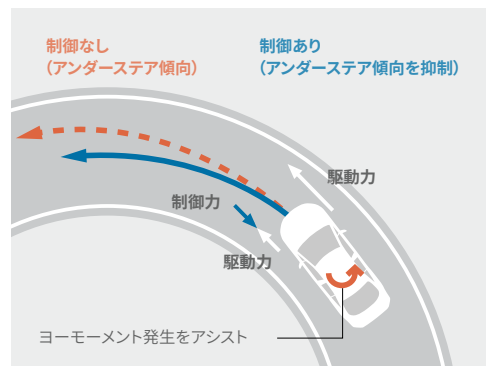 制御なし
（アンダーステア傾向）
制御あり
（アンダーステア傾向を抑制）
駆動力
制御力
駆動力
ヨーモーメント発生をアシスト